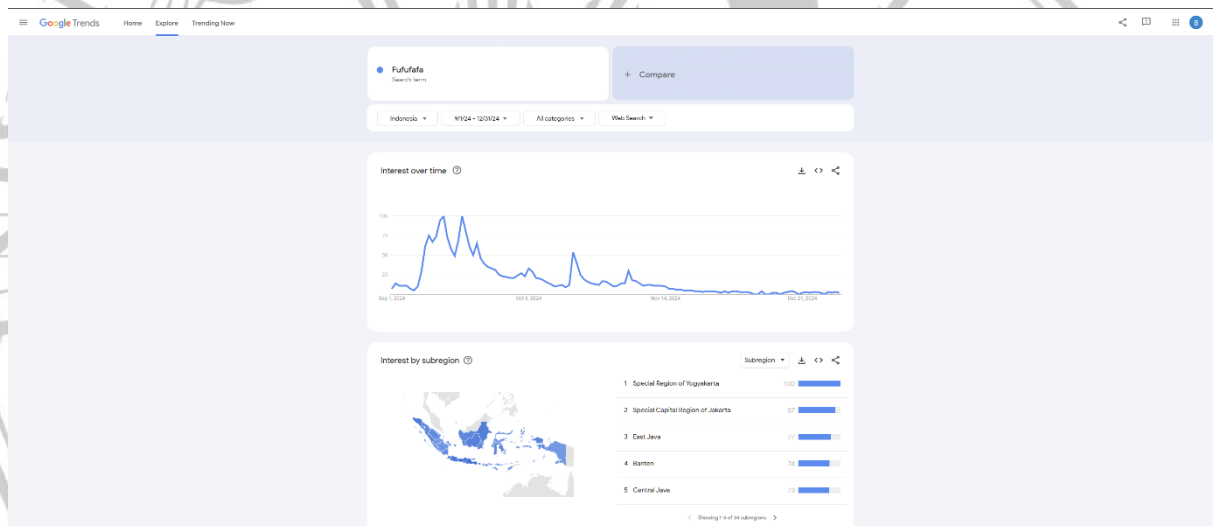 Google Trends Home Explore Trending Now
B
Fufufafa
Search term
+ Compare
Indonesia 9/1/24 - 12/31/24 All categories Web Search
Interest over time
100
75
50
25
Sep 1, 2024 Nov 14, 2024 Dec 21, 2024
Interest by subregion
Subregion
1 Special Region of Yogyakarta 100
2 Special Capital Region of Jakarta 87
3 East Java 77
4 Banten 74
5 Central Java 73
Showing 1-5 of 34 subregions